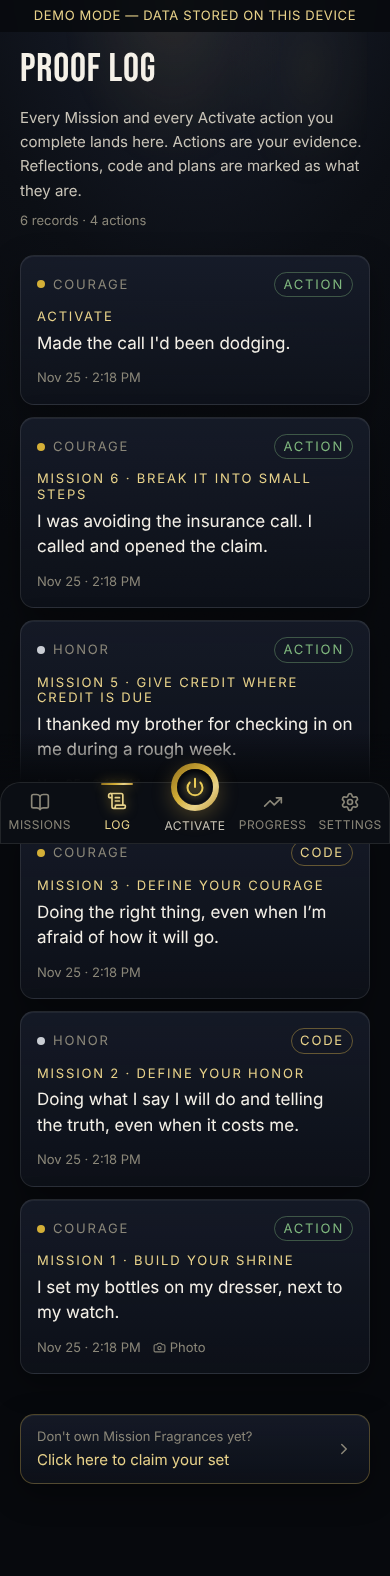 DEMO MODE — DATA STORED ON THIS DEVICE
PROOF LOG
Every Mission and every Activate action you
complete lands here. Actions are your evidence.
Reflections, code and plans are marked as what
they are.
6 records · 4 actions
COURAGE
ACTION
ACTIVATE
Made the call I'd been dodging.
Nov 25 · 2:18 PM
COURAGE
ACTION
MISSION 6 · BREAK IT INTO SMALL
STEPS
I was avoiding the insurance call. I
called and opened the claim.
Nov 25 · 2:18 PM
HONOR
ACTION
MISSION 5 · GIVE CREDIT WHERE
CREDIT IS DUE
I thanked my brother for checking in on
me during a rough week.
MISSIONS
LOG
ACTIVATE
PROGRESS
SETTINGS
COURAGE
CODE
MISSION 3 · DEFINE YOUR COURAGE
Doing the right thing, even when I’m
afraid of how it will go.
Nov 25 · 2:18 PM
HONOR
CODE
MISSION 2 · DEFINE YOUR HONOR
Doing what I say I will do and telling
the truth, even when it costs me.
Nov 25 · 2:18 PM
COURAGE
ACTION
MISSION 1 · BUILD YOUR SHRINE
I set my bottles on my dresser, next to
my watch.
Nov 25 · 2:18 PM
Photo
Don't own Mission Fragrances yet?
Click here to claim your set